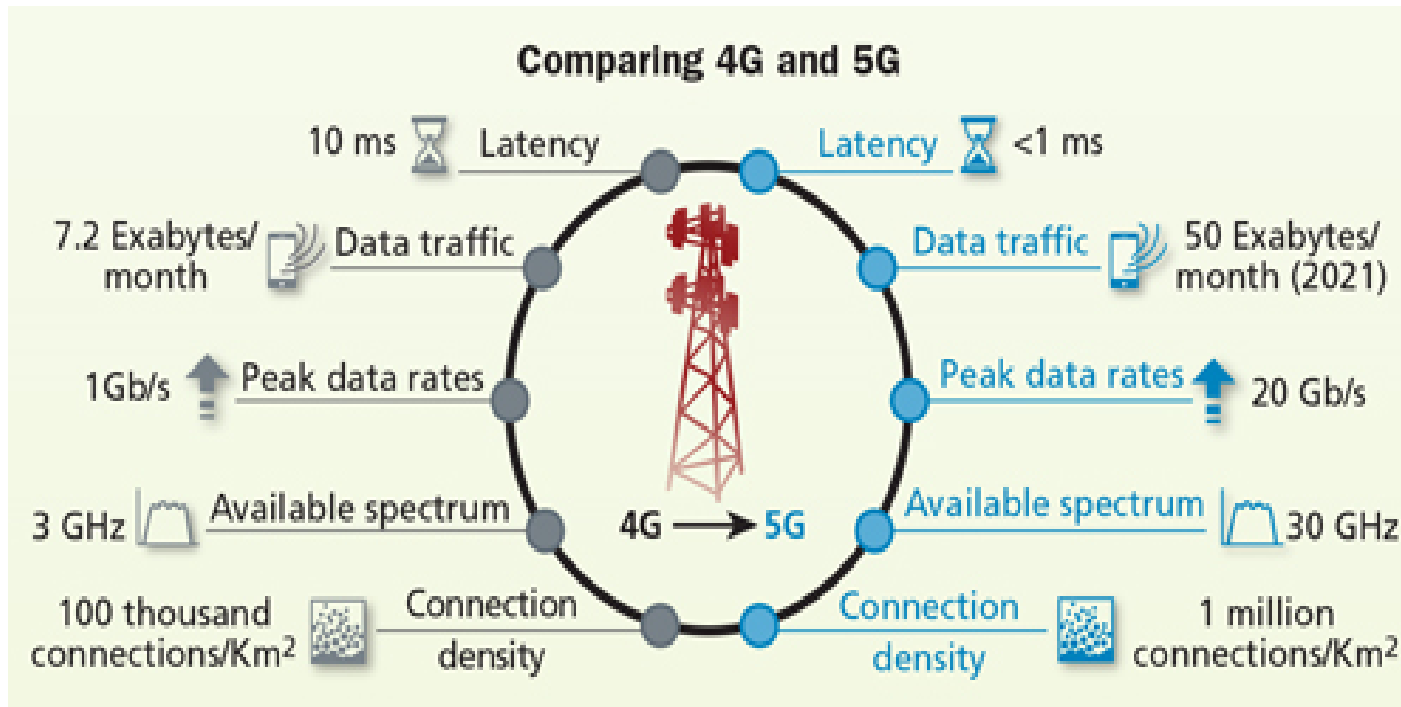 Comparing 4G and 5G
10 ms Latency
Latency <1 ms
7.2 Exabytes/
month
Data traffic
Data traffic
50 Exabytes/
month (2021)
1Gb/s Peak data rates
Peak data rates 20 Gb/s
3 GHz Available spectrum
Available spectrum 30 GHz
4G 5G
100 thousand
connections/Km²
Connection
density
Connection
density
1 million
connections/Km²